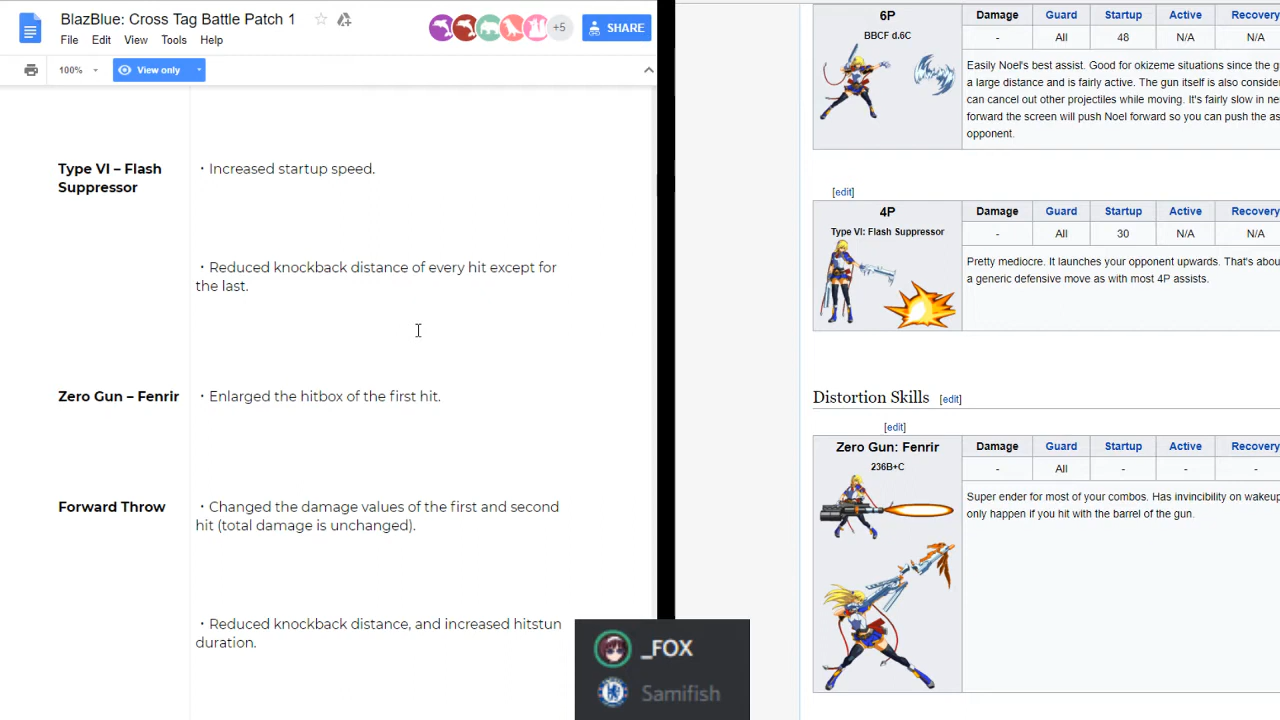 BlazBlue: Cross Tag Battle Patch 1
File Edit View Tools Help
+5
SHARE
100%
View only
Type VI – Flash
Suppressor
・Increased startup speed.
・Reduced knockback distance of every hit except for
the last.
Zero Gun – Fenrir
・Enlarged the hitbox of the first hit.
Forward Throw
・Changed the damage values of the first and second
hit (total damage is unchanged).
・Reduced knockback distance, and increased hitstun
duration.
_FOX
Samifish
6P
BBCF d.6C
Damage Guard Startup Active Recovery
- All 48 N/A N/A
Easily Noel's best assist. Good for okizeme situations since the g
a large distance and is fairly active. The gun itself is also conside
can cancel out other projectiles while moving. It's fairly slow in ne
forward the screen will push Noel forward so you can push the as
opponent.
[edit]
4P
Type VI: Flash Suppressor
Damage Guard Startup Active Recovery
- All 30 N/A N/A
Pretty mediocre. It launches your opponent upwards. That's abou
a generic defensive move as with most 4P assists.
Distortion Skills [edit]
[edit]
Zero Gun: Fenrir
236B+C
Damage Guard Startup Active Recovery
- All - - -
Super ender for most of your combos. Has invincibility on wakeup
only happen if you hit with the barrel of the gun.